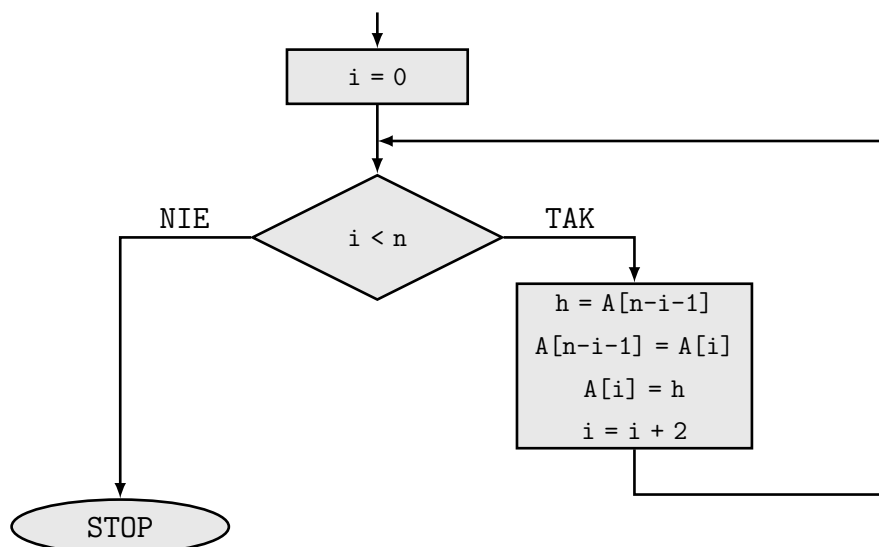 i = 0
i < n
NIE
TAK
h = A[n-i-1]
A[n-i-1] = A[i]
A[i] = h
i = i + 2
STOP